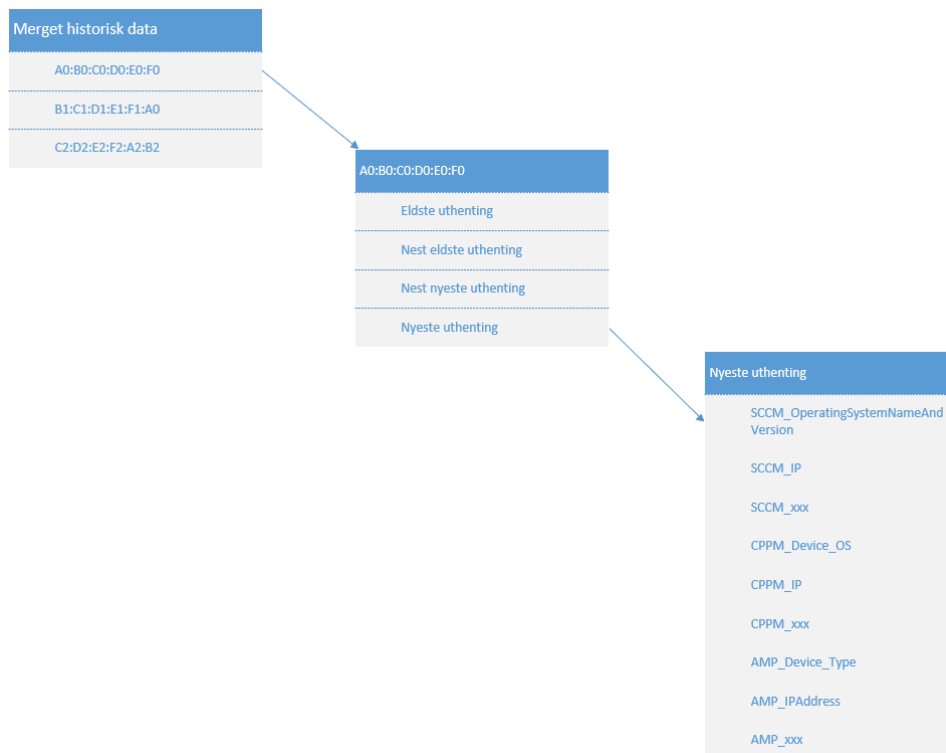 Merget historisk data
A0:B0:C0:D0:E0:F0
B1:C1:D1:E1:F1:A0
C2:D2:E2:F2:A2:B2
A0:B0:C0:D0:E0:F0
Eldste uthenting
Nest eldste uthenting
Nest nyeste uthenting
Nyeste uthenting
Nyeste uthenting
SCCM_OperatingSystemNameAnd
Version
SCCM_IP
SCCM_xxx
CPPM_Device_OS
CPPM_IP
CPPM_xxx
AMP_Device_Type
AMP_IPAddress
AMP_xxx